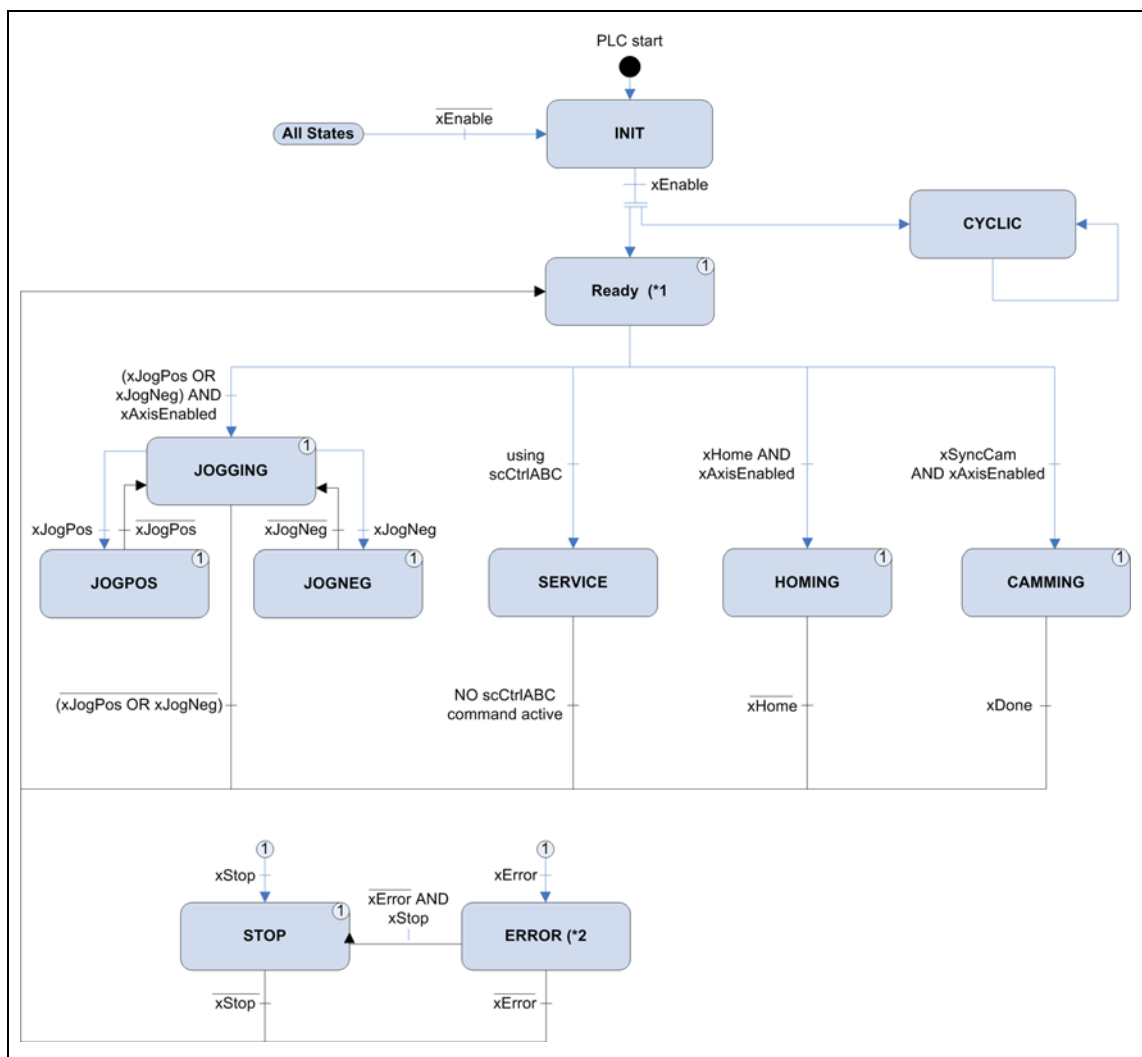 PLC start
xEnable
All States
INIT
xEnable
CYCLIC
1
Ready (*1
(xJogPos OR
xJogNeg) AND
xAxisEnabled
using
scCtrlABC
xHome AND
xAxisEnabled
xSyncCam
AND xAxisEnabled
1
JOGGING
xJogPos
xJogPos
xJogNeg
xJogNeg
1
JOGPOS
1
JOGNEG
SERVICE
1
HOMING
1
CAMMING
(xJogPos OR xJogNeg)
NO scCtrlABC
command active
xHome
xDone
1
1
xStop
xError
xError AND
xStop
1
STOP
ERROR (*2
xStop
xError